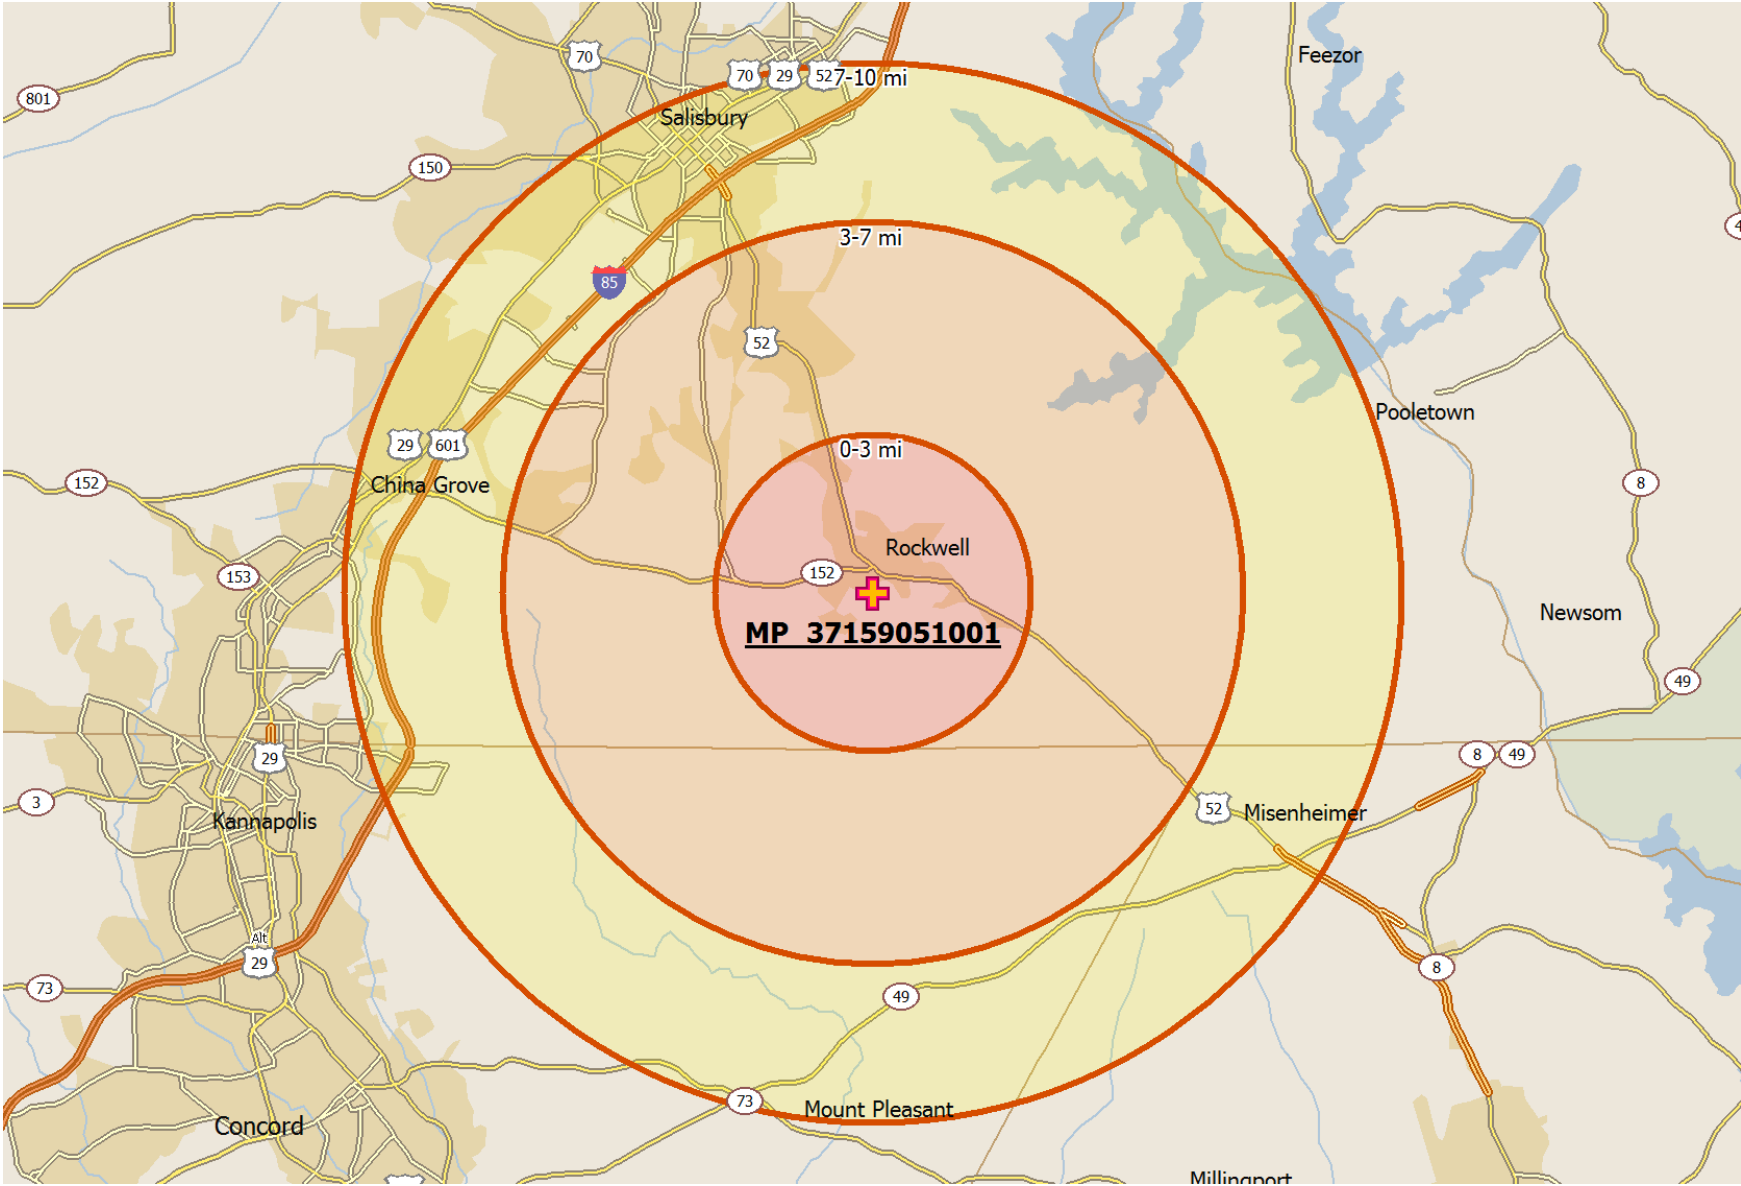 Feezor
70
70
29
52
7-10 mi
801
Salisbury
150
4
3-7 mi
85
52
Pooletown
29
601
0-3 mi
152
China Grove
8
Rockwell
152
153
Newsom
MP_37159051001
49
29
8
49
3
52
Misenheimer
Kannapolis
Alt
29
8
73
49
73
Mount Pleasant
Concord
Millingport